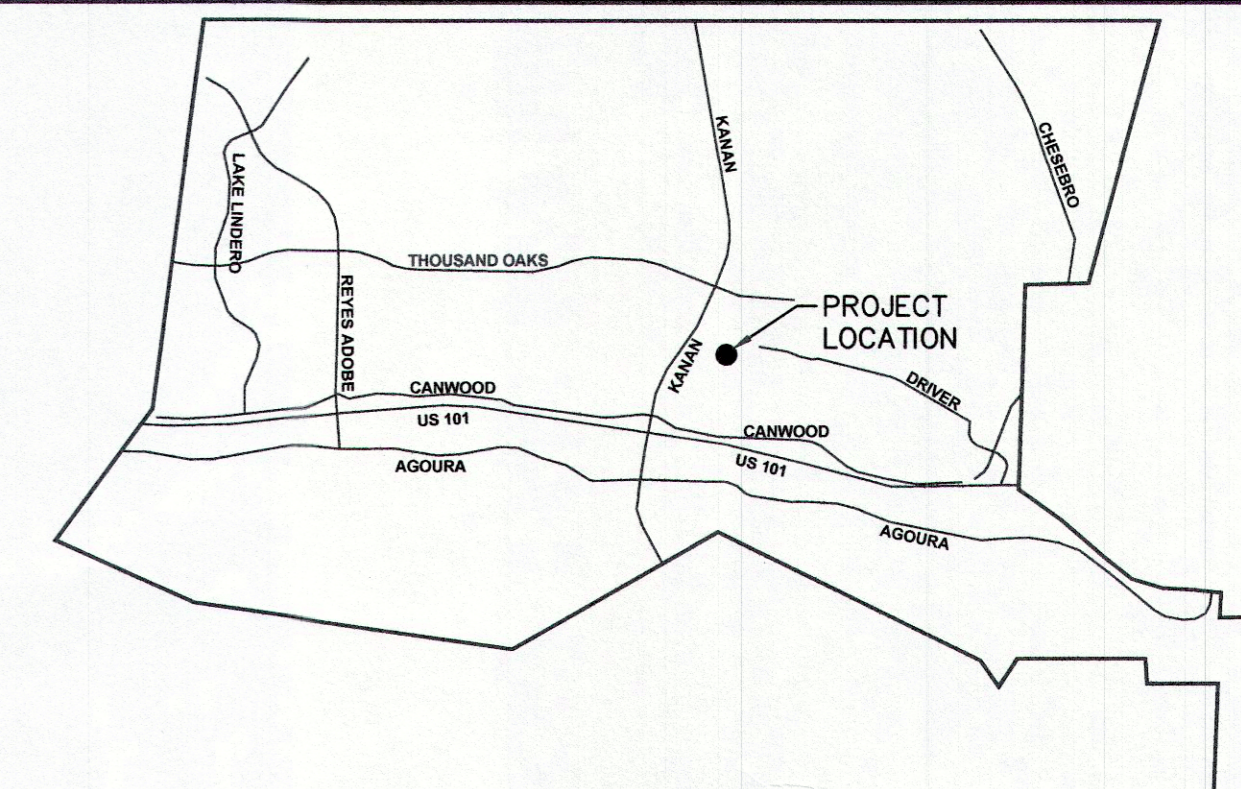 KANAN
CHESEBRO
LAKE LINDERO
THOUSAND OAKS
REYES ADOBE
PROJECT
LOCATION
KANAN
DRIVER
CANWOOD
US 101
CANWOOD
US 101
AGOURA
AGOURA